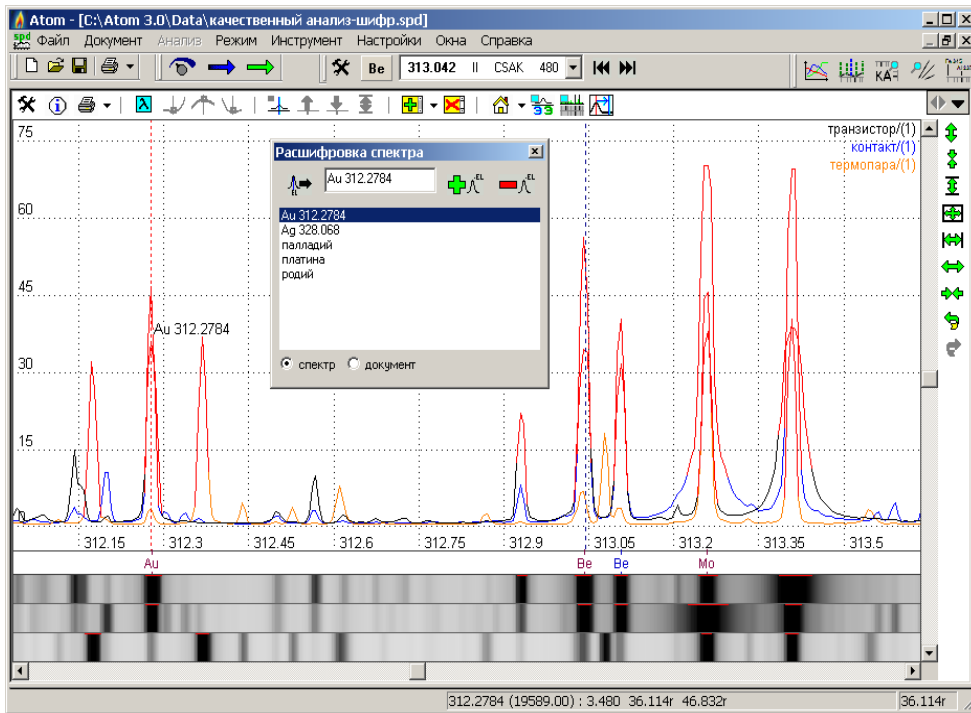 Atom - [C:\Atom 3.0\Data\качественный анализ-шифр.spd]
spd Файл Документ Анализ Режим Инструмент Настройки Окна Справка
Be 313.042 II CSAK 480
λ
транзистор/(1)
контакт/(1)
термопара/(1)
75
60
45
30
15
Расшифровка спектра
EL Au 312.2784 EL EL
Au 312.2784
Ag 328.068
палладий
платина
родий
спектр документ
Au 312.2784
312.15 312.3 312.45 312.6 312.75 312.9 313.05 313.2 313.35 313.5
Au Be Be Mo
312.2784 (19589.00) : 3.480 36.114r 46.832r 36.114r